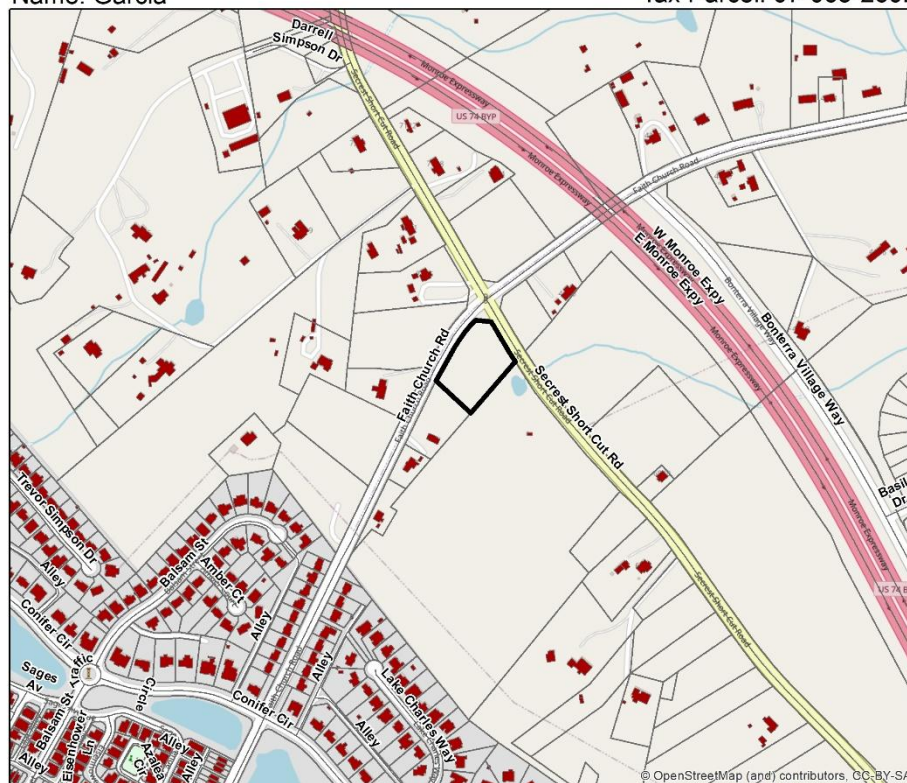 Name: Garcia
Darrell
Simpson Dr
Monroe Expressway
US 74 BYP
Secrest Short Cut Road
Monroe Expressway
Faith Church Road
W Monroe Expy
E Monroe Expy
Monroe Expressway
Bonterra Village Way
Bonterra Village Way
Faith Church Rd
Secrest Short Cut Road
Secrest Short Cut Rd
Monroe Expressway
Trevor Simpson Dr
Balsam St
Amber Ct
Alley
Alley
Basil
Dr
Monroe Expressway
US 74 B
Secrest Short Cut Road
Conifer Cir
Alley
Lake Charles Way
Faith Church Road
Sages
Av
Balsam St
Traffic
Circle
Conifer Cir
Alley
Eisenhower
Ln
Azalea
Cir
Alley
Alley
Alley
© OpenStreetMap (and) contributors, CC-BY-SA